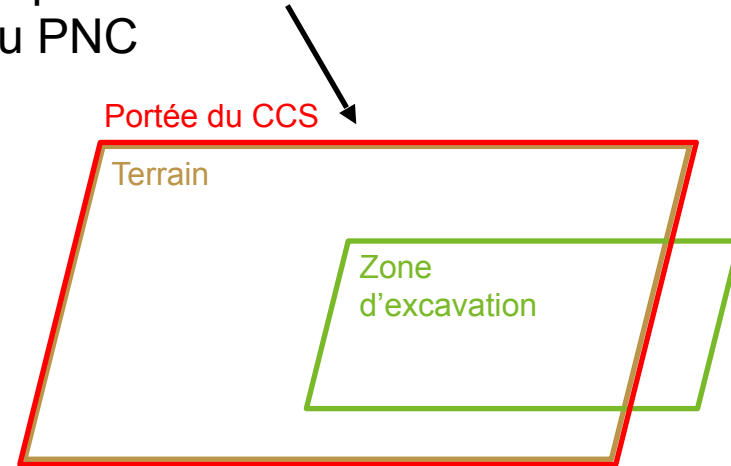 u PNC
Portée du CCS
Terrain
Zone
d'excavation